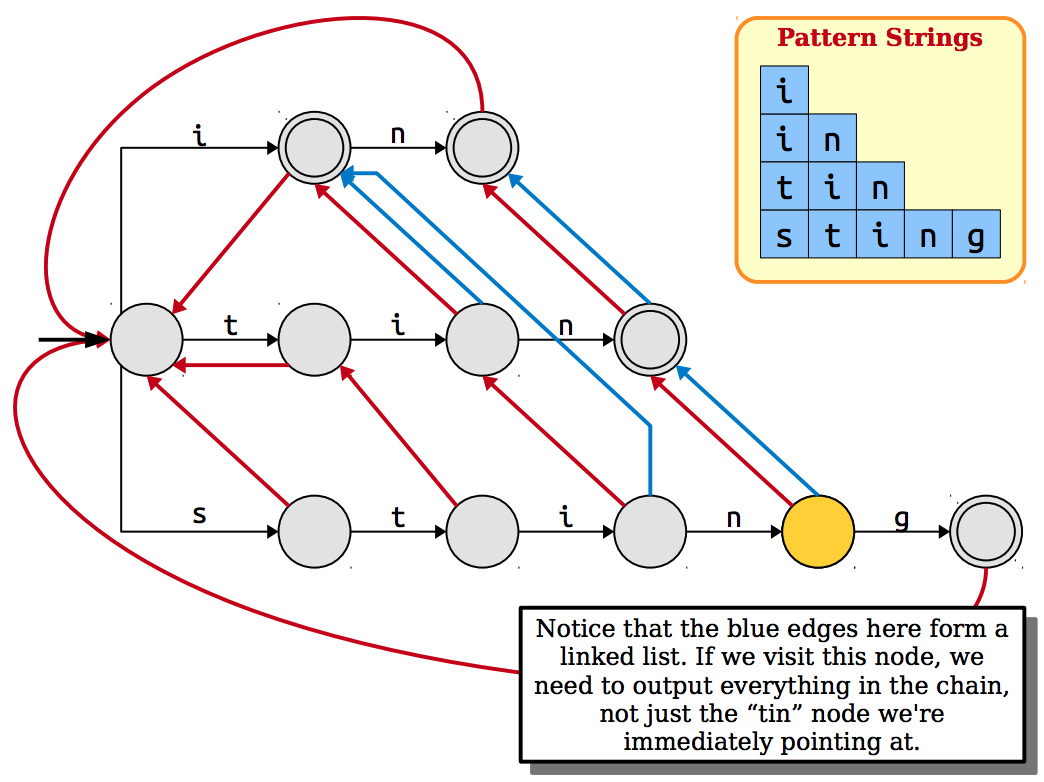 Pattern Strings
i
i n
t i n
s t i n g
i n
t i n
s t i n g
Notice that the blue edges here form a
linked list. If we visit this node, we
need to output everything in the chain,
not just the “tin” node we're
immediately pointing at.